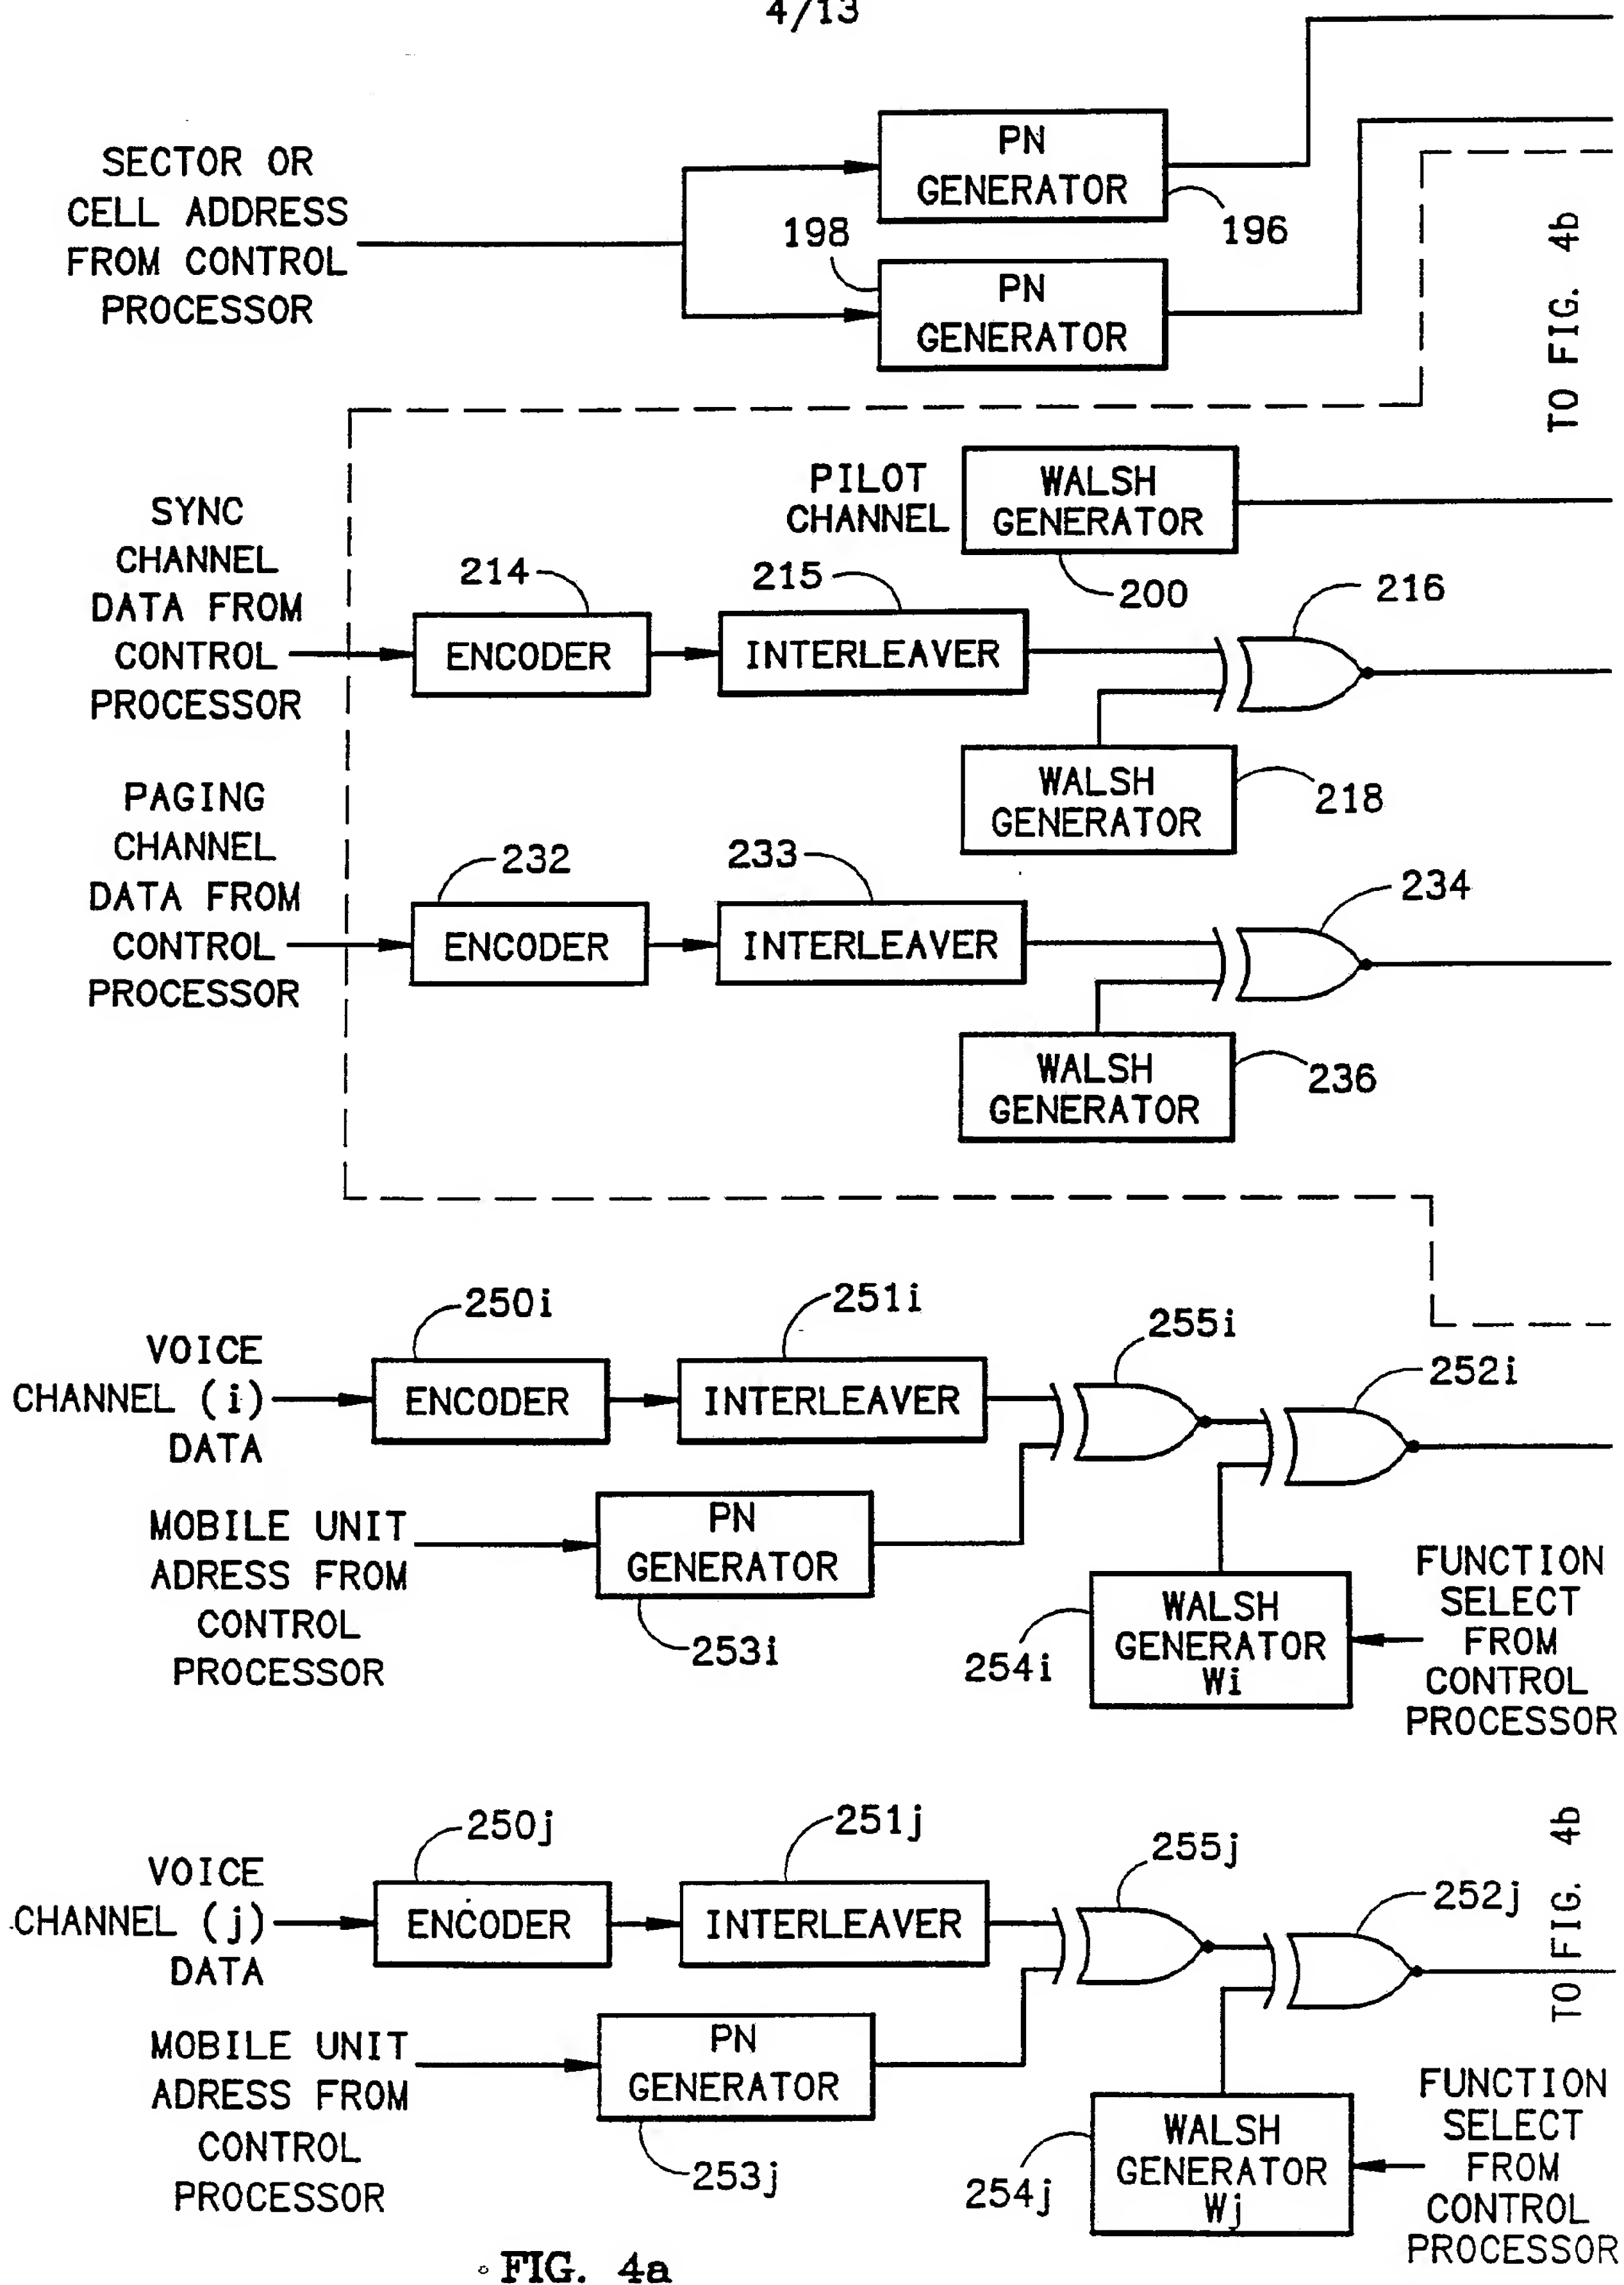 4/13
SECTOR OR
CELL ADDRESS
FROM CONTROL
PROCESSOR
PN
GENERATOR
196
198
PN
GENERATOR
TO FIG. 4b
PILOT
CHANNEL
WALSH
GENERATOR
200
SYNC
CHANNEL
DATA FROM
CONTROL
PROCESSOR
214
ENCODER
215
INTERLEAVER
216
WALSH
GENERATOR
218
PAGING
CHANNEL
DATA FROM
CONTROL
PROCESSOR
232
ENCODER
233
INTERLEAVER
234
WALSH
GENERATOR
236
VOICE
CHANNEL (i)
DATA
250i
ENCODER
251i
INTERLEAVER
255i
252i
MOBILE UNIT
ADRESS FROM
CONTROL
PROCESSOR
PN
GENERATOR
253i
254i
WALSH
GENERATOR
Wi
FUNCTION
SELECT
FROM
CONTROL
PROCESSOR
VOICE
CHANNEL (j)
DATA
250j
ENCODER
251j
INTERLEAVER
255j
252j
TO FIG. 4b
MOBILE UNIT
ADRESS FROM
CONTROL
PROCESSOR
PN
GENERATOR
253j
254j
WALSH
GENERATOR
Wj
FUNCTION
SELECT
FROM
CONTROL
PROCESSOR
FIG. 4a